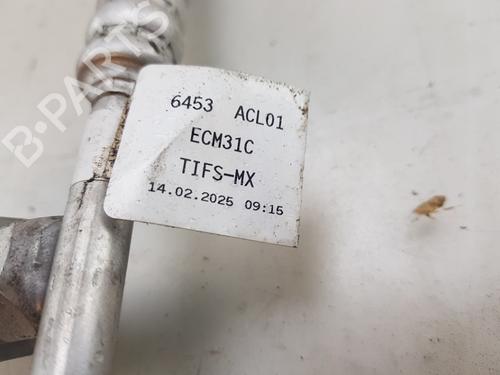 B-PARTS
6453 ACL01
ECM31C
TIFS-MX
14.02.2025 09:15